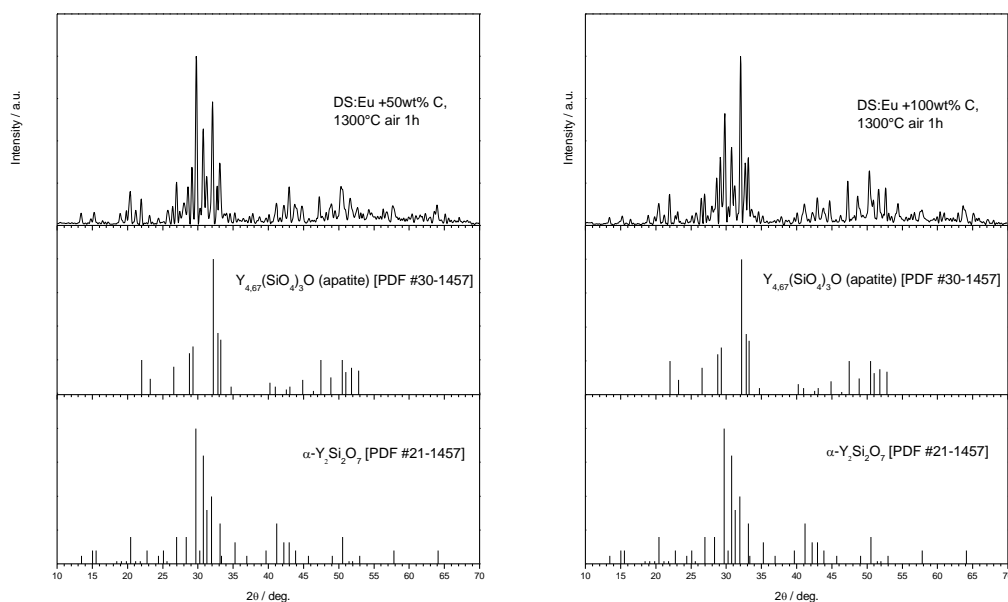 Intensity / a.u.
DS:Eu +50wt% C,
1300°C air 1h
Y4,67(SiO4)3O (apatite) [PDF #30-1457]
α-Y2Si2O7 [PDF #21-1457]
10 15 20 25 30 35 40 45 50 55 60 65 70
2θ / deg.
Intensity / a.u.
DS:Eu +100wt% C,
1300°C air 1h
Y4,67(SiO4)3O (apatite) [PDF #30-1457]
α-Y2Si2O7 [PDF #21-1457]
10 15 20 25 30 35 40 45 50 55 60 65
2θ / deg.